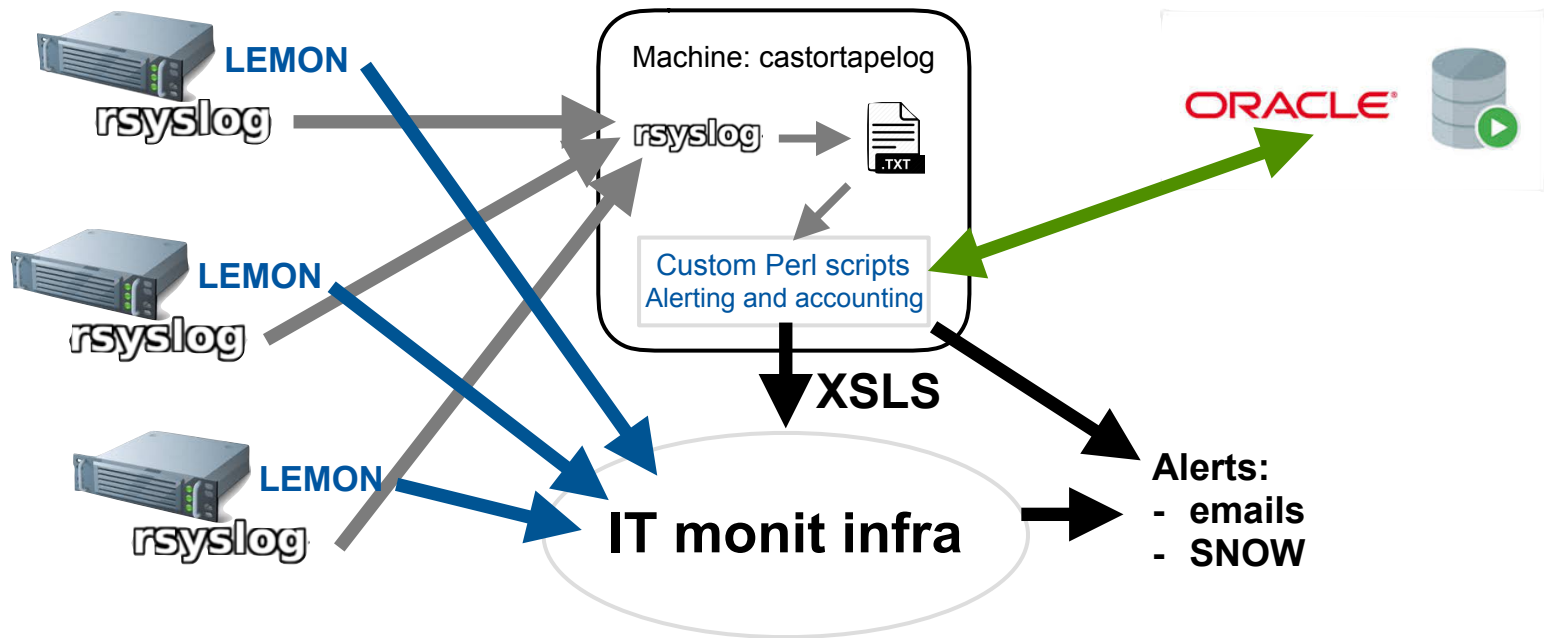 LEMON
rsyslog
LEMON
rsyslog
LEMON
rsyslog
Machine: castortapelog
rsyslog
.TXT
Custom Perl scripts
Alerting and accounting
ORACLE®
XSLS
IT monit infra
Alerts:
- emails
- SNOW